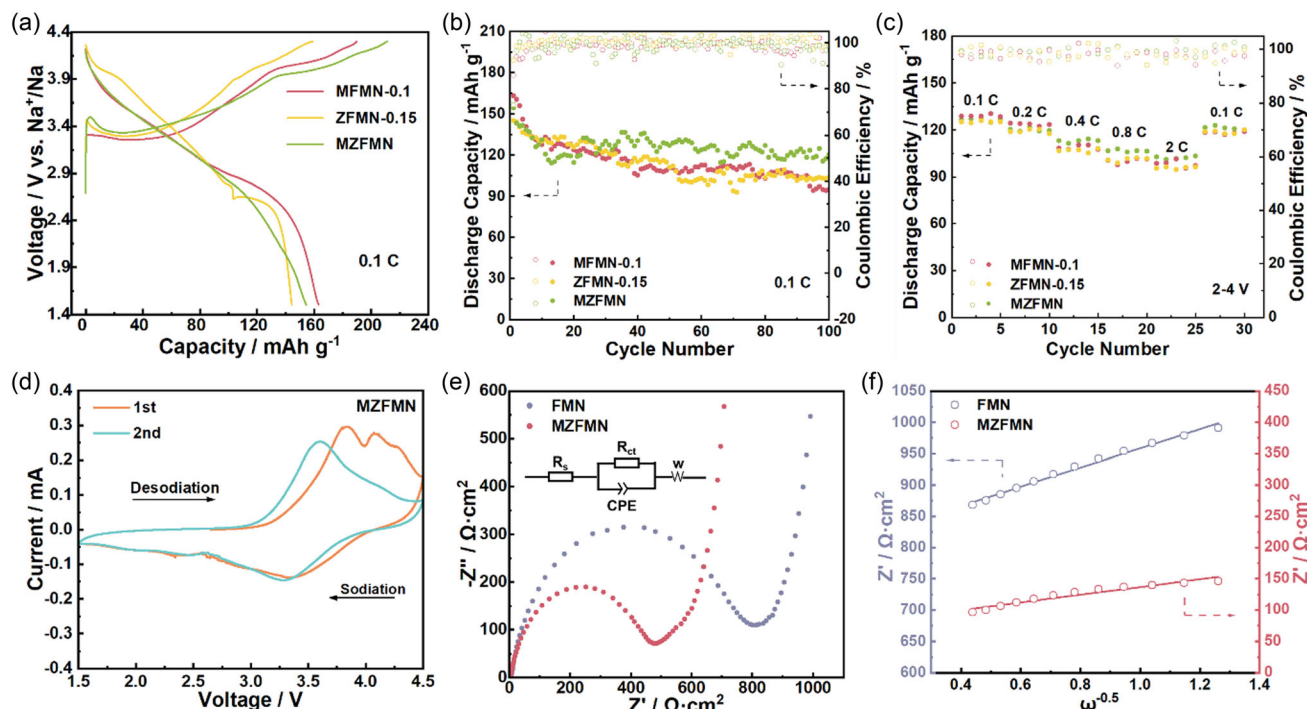 (a)
4.4
3.9
3.4
2.9
2.4
1.9
1.4
Voltage / V vs. Na⁺/Na
MFMN-0.1
ZFMN-0.15
MZFMN
0.1 C
0 40 80 120 160 200 240
Capacity / mAh g⁻¹
(b)
210
180
150
120
90
60
30
0
Discharge Capacity / mAh g⁻¹
MFMN-0.1
ZFMN-0.15
MZFMN
0.1 C
100
80
60
40
20
0
-20
Coulombic Efficiency / %
0 20 40 60 80 100
Cycle Number
(c)
180
150
120
90
60
30
0
Discharge Capacity / mAh g⁻¹
0.1 C
0.2 C
0.4 C
0.8 C
2 C
0.1 C
MFMN-0.1
ZFMN-0.15
MZFMN
2-4 V
100
80
60
40
20
0
Coulombic Efficiency / %
0 5 10 15 20 25 30
Cycle Number
(d)
0.4
0.3
0.2
0.1
0.0
-0.1
-0.2
-0.3
-0.4
Current / mA
1st
2nd
MZFMN
Desodiation
Sodiation
1.5 2.0 2.5 3.0 3.5 4.0 4.5
Voltage / V
(e)
600
500
400
300
200
100
0
-Z'' / Ω·cm²
FMN
MZFMN
Rs
Rct
CPE
w
0 200 400 600 800 1000
Z' / Ω·cm²
(f)
1050
1000
950
900
850
800
750
700
650
600
Z' / Ω·cm²
FMN
MZFMN
450
400
350
300
250
200
150
100
50
0
Z' / Ω·cm²
0.4 0.6 0.8 1.0 1.2 1.4
ω⁻⁰·⁵